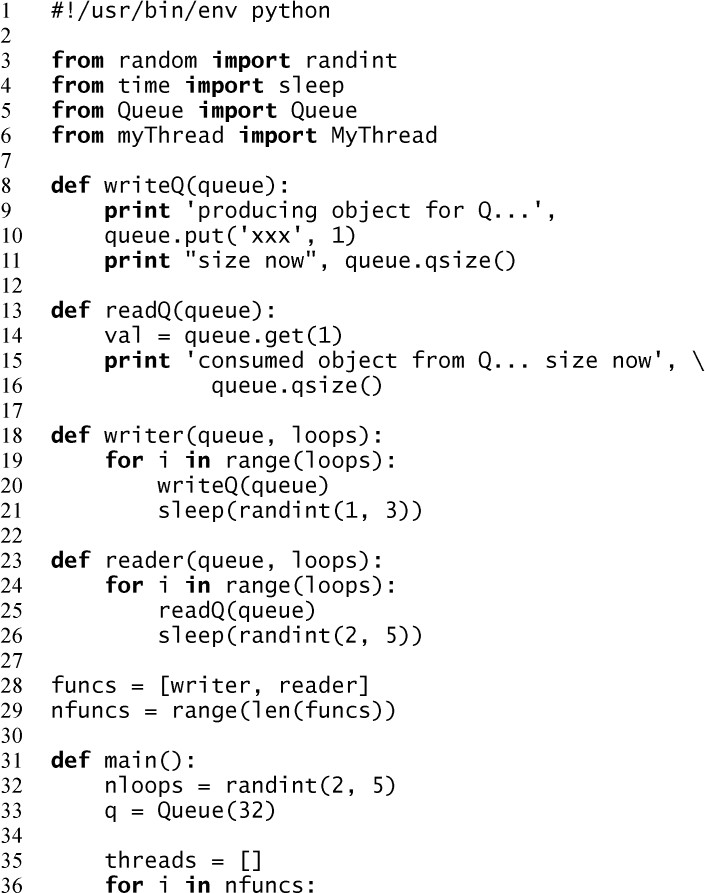 1 #!/usr/bin/env python
2
3 from random import randint
4 from time import sleep
5 from Queue import Queue
6 from myThread import MyThread
7
8 def writeQ(queue):
9     print 'producing object for Q...',
10     queue.put('xxx', 1)
11     print "size now", queue.qsize()
12
13 def readQ(queue):
14     val = queue.get(1)
15     print 'consumed object from Q... size now', \
16             queue.qsize()
17
18 def writer(queue, loops):
19     for i in range(loops):
20         writeQ(queue)
21         sleep(randint(1, 3))
22
23 def reader(queue, loops):
24     for i in range(loops):
25         readQ(queue)
26         sleep(randint(2, 5))
27
28 funcs = [writer, reader]
29 nfuncs = range(len(funcs))
30
31 def main():
32     nloops = randint(2, 5)
33     q = Queue(32)
34
35     threads = []
36     for i in nfuncs: